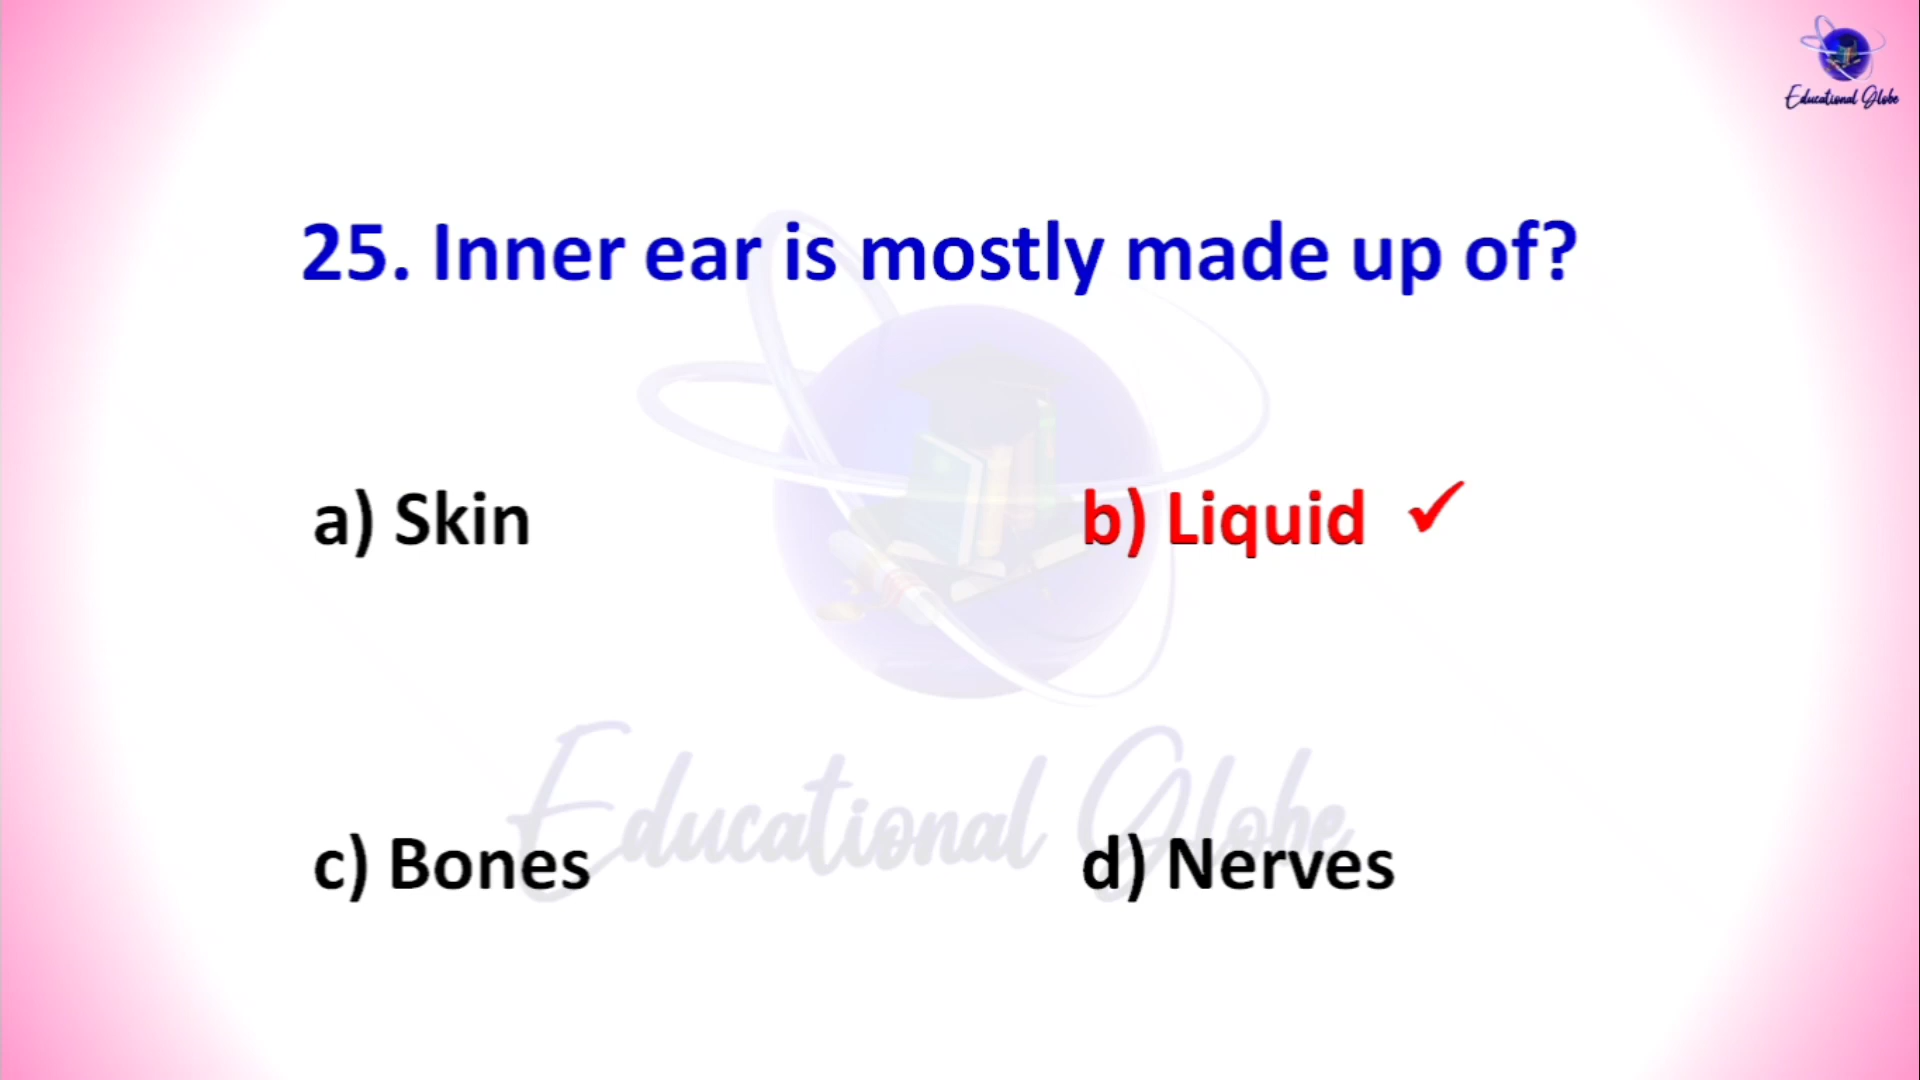 Educational Globe
25. Inner ear is mostly made up of?
a) Skin
b) Liquid ✓
c) Bones
d) Nerves
Educational Globe